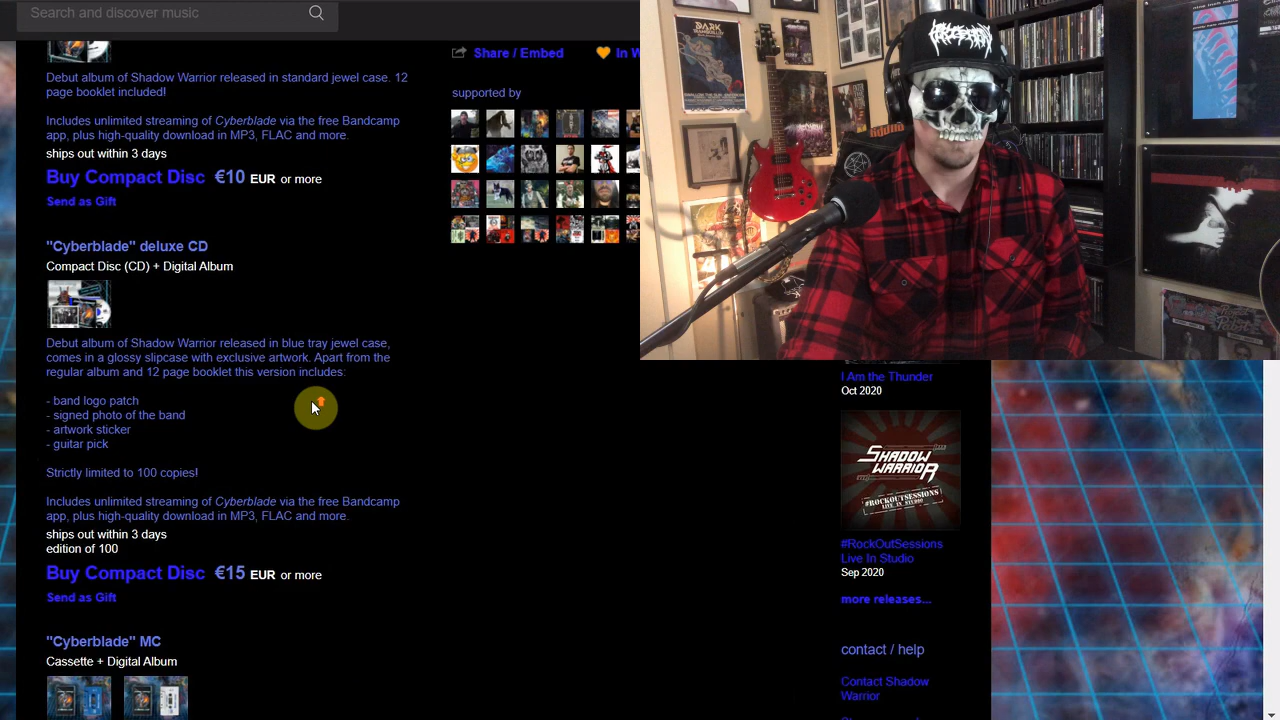 Search and discover music
Debut album of Shadow Warrior released in standard jewel case. 12
page booklet included!
Includes unlimited streaming of Cyberblade via the free Bandcamp
app, plus high-quality download in MP3, FLAC and more.
ships out within 3 days
Buy Compact Disc €10 EUR or more
Send as Gift
"Cyberblade" deluxe CD
Compact Disc (CD) + Digital Album
Debut album of Shadow Warrior released in blue tray jewel case,
comes in a glossy slipcase with exclusive artwork. Apart from the
regular album and 12 page booklet this version includes:
- band logo patch
- signed photo of the band
- artwork sticker
- guitar pick
Strictly limited to 100 copies!
Includes unlimited streaming of Cyberblade via the free Bandcamp
app, plus high-quality download in MP3, FLAC and more.
ships out within 3 days
edition of 100
Buy Compact Disc €15 EUR or more
Send as Gift
"Cyberblade" MC
Cassette + Digital Album
Share / Embed
In W
supported by
DARK
I Am the Thunder
Oct 2020
SHADOW
WARRIOR
#ROCKOUTSESSIONS
LIVE IN STUDIO
#RockOutSessions
Live In Studio
Sep 2020
more releases...
contact / help
Contact Shadow
Warrior